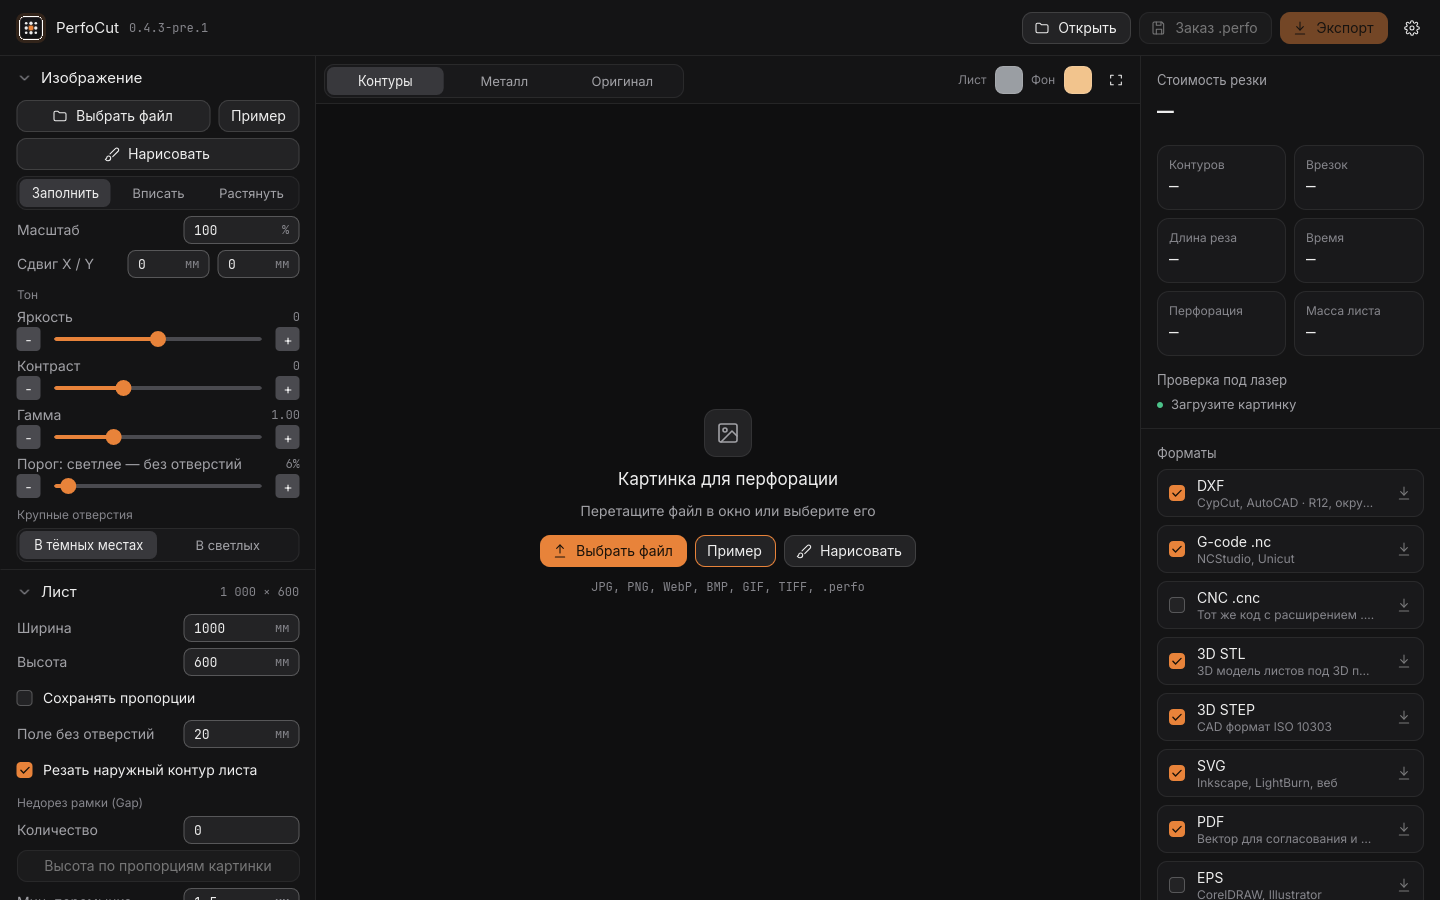 PerfoCut 0.4.3-pre.1
Открыть
Заказ .perfo
Экспорт
Изображение
Выбрать файл
Пример
Нарисовать
Заполнить
Вписать
Растянуть
Масштаб
100 %
Сдвиг X / Y
0 мм
0 мм
Тон
Яркость 0
- +
Контраст 0
- +
Гамма 1.00
- +
Порог: светлее — без отверстий 6%
- +
Крупные отверстия
В тёмных местах
В светлых
Лист 1 000 × 600
Ширина
1000 мм
Высота
600 мм
Сохранять пропорции
Поле без отверстий
20 мм
Резать наружный контур листа
Недорез рамки (Gap)
Количество
0
Высота по пропорциям картинки
Контуры
Металл
Оригинал
Лист
Фон
Картинка для перфорации
Перетащите файл в окно или выберите его
Выбрать файл
Пример
Нарисовать
JPG, PNG, WebP, BMP, GIF, TIFF, .perfo
Стоимость резки
—
Контуров
—
Врезок
—
Длина реза
—
Время
—
Перфорация
—
Масса листа
—
Проверка под лазер
Загрузите картинку
Форматы
DXF
CypCut, AutoCAD · R12, окру...
G-code .nc
NCStudio, Unicut
CNC .cnc
Тот же код с расширением ....
3D STL
3D модель листов под 3D п...
3D STEP
CAD формат ISO 10303
SVG
Inkscape, LightBurn, веб
PDF
Вектор для согласования и ...
EPS
CorelDRAW, Illustrator